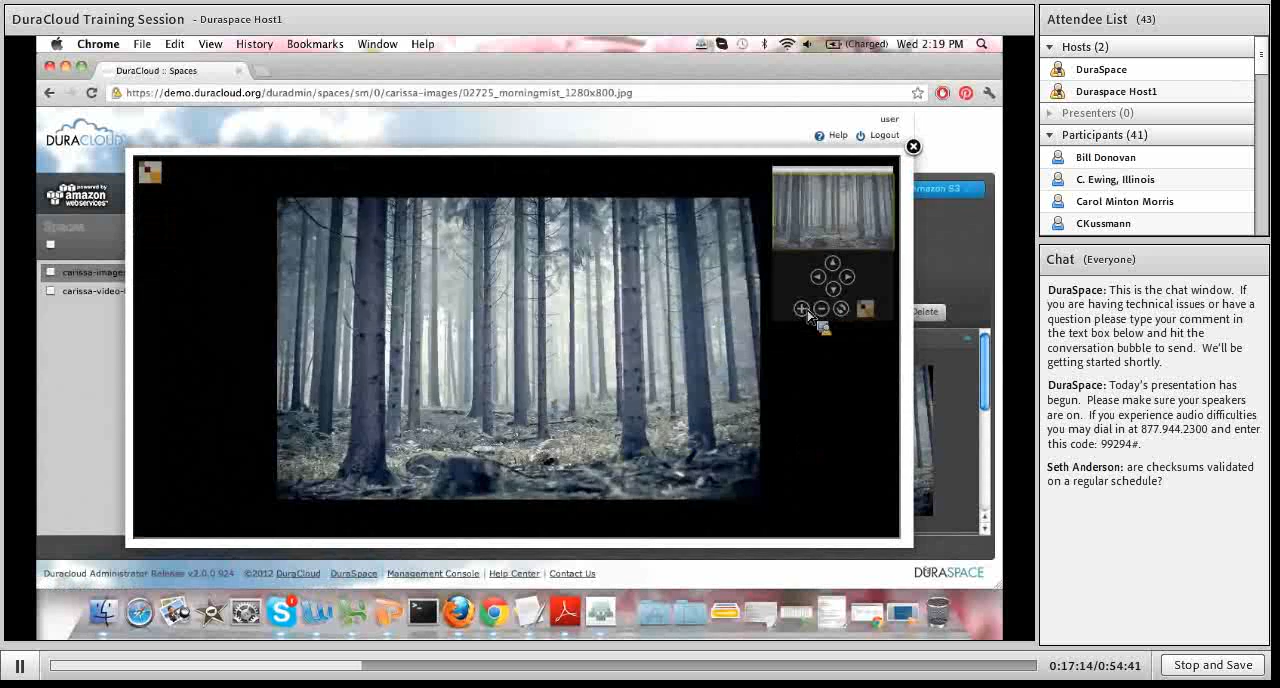 DuraCloud Training Session - Duraspace Host1
Chrome File Edit View History Bookmarks Window Help
(Charged) Wed 2:19 PM
DuraCloud :: Spaces
https://demo.duracloud.org/duradmin/spaces/sm/0/carissa-images/02725_morningmist_1280x800.jpg
DURACLOUD
user
Help Logout
powered by
amazon
webservices
Amazon S3
Spaces
carissa-images
carissa-video-
Delete
Duracloud Administrator Release v2.0.0 924 ©2012 DuraCloud DuraSpace Management Console | Help Center | Contact Us
DURASPACE
0:17:14/0:54:41
Stop and Save
Attendee List (43)
Hosts (2)
DuraSpace
Duraspace Host1
Presenters (0)
Participants (41)
Bill Donovan
C. Ewing, Illinois
Carol Minton Morris
CKussmann
Chat (Everyone)
DuraSpace: This is the chat window. If
you are having technical issues or have a
question please type your comment in
the text box below and hit the
conversation bubble to send. We'll be
getting started shortly.
DuraSpace: Today's presentation has
begun. Please make sure your speakers
are on. If you experience audio difficulties
you may dial in at 877.944.2300 and enter
this code: 99294#.
Seth Anderson: are checksums validated
on a regular schedule?